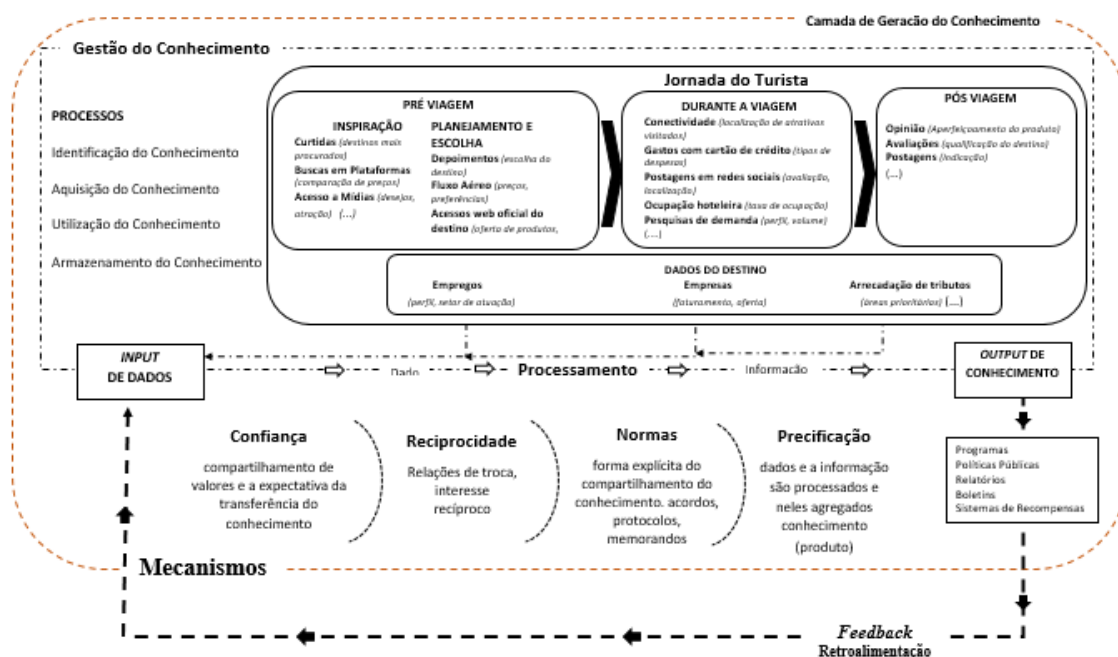 Camada de Geração do Conhecimento
Gestão do Conhecimento
Jornada do Turista
PROCESSOS
Identificação do Conhecimento
Aquisição do Conhecimento
Utilização do Conhecimento
Armazenamento do Conhecimento
PRÉ VIAGEM
INSPIRAÇÃO
Curtidas (destinos mais
procurados)
Buscas em Plataformas
(comparação de preços)
Acesso a Mídias (desejos,
atração) (...)
PLANEJAMENTO E
ESCOLHA
Depoimentos (escolha do
destino)
Fluxo Aéreo (preços,
preferências)
Acessos web oficial do
destino (oferta de produtos,
DURANTE A VIAGEM
Conectividade (localização de atrativos
visitados)
Gastos com cartão de crédito (tipos de
despesas)
Postagens em redes sociais (avaliação,
localização)
Ocupação hoteleira (taxa de ocupação)
Pesquisas de demanda (perfil, volume)
(...)
PÓS VIAGEM
Opinião (Aperfeiçoamento do produto)
Avaliações (qualificação do destino)
Postagens (indicação)
(...)
DADOS DO DESTINO
Empregos
(perfil, setor de atuação)
Empresas
(faturamento, oferta)
Arrecadação de tributos
(áreas prioritárias) (...)
INPUT
DE DADOS
Dado
Processamento
Informação
OUTPUT DE
CONHECIMENTO
Confiança
compartilhamento de
valores e a expectativa da
transferência do
conhecimento
Reciprocidade
Relações de troca,
interesse
recíproco
Normas
forma explícita do
compartilhamento do
conhecimento. acordos,
protocolos,
memorandos
Precificação
dados e a informação
são processados e
neles agregados
conhecimento
(produto)
Programas
Políticas Públicas
Relatórios
Boletins
Sistemas de Recompensas
Mecanismos
Feedback
Retroalimentação